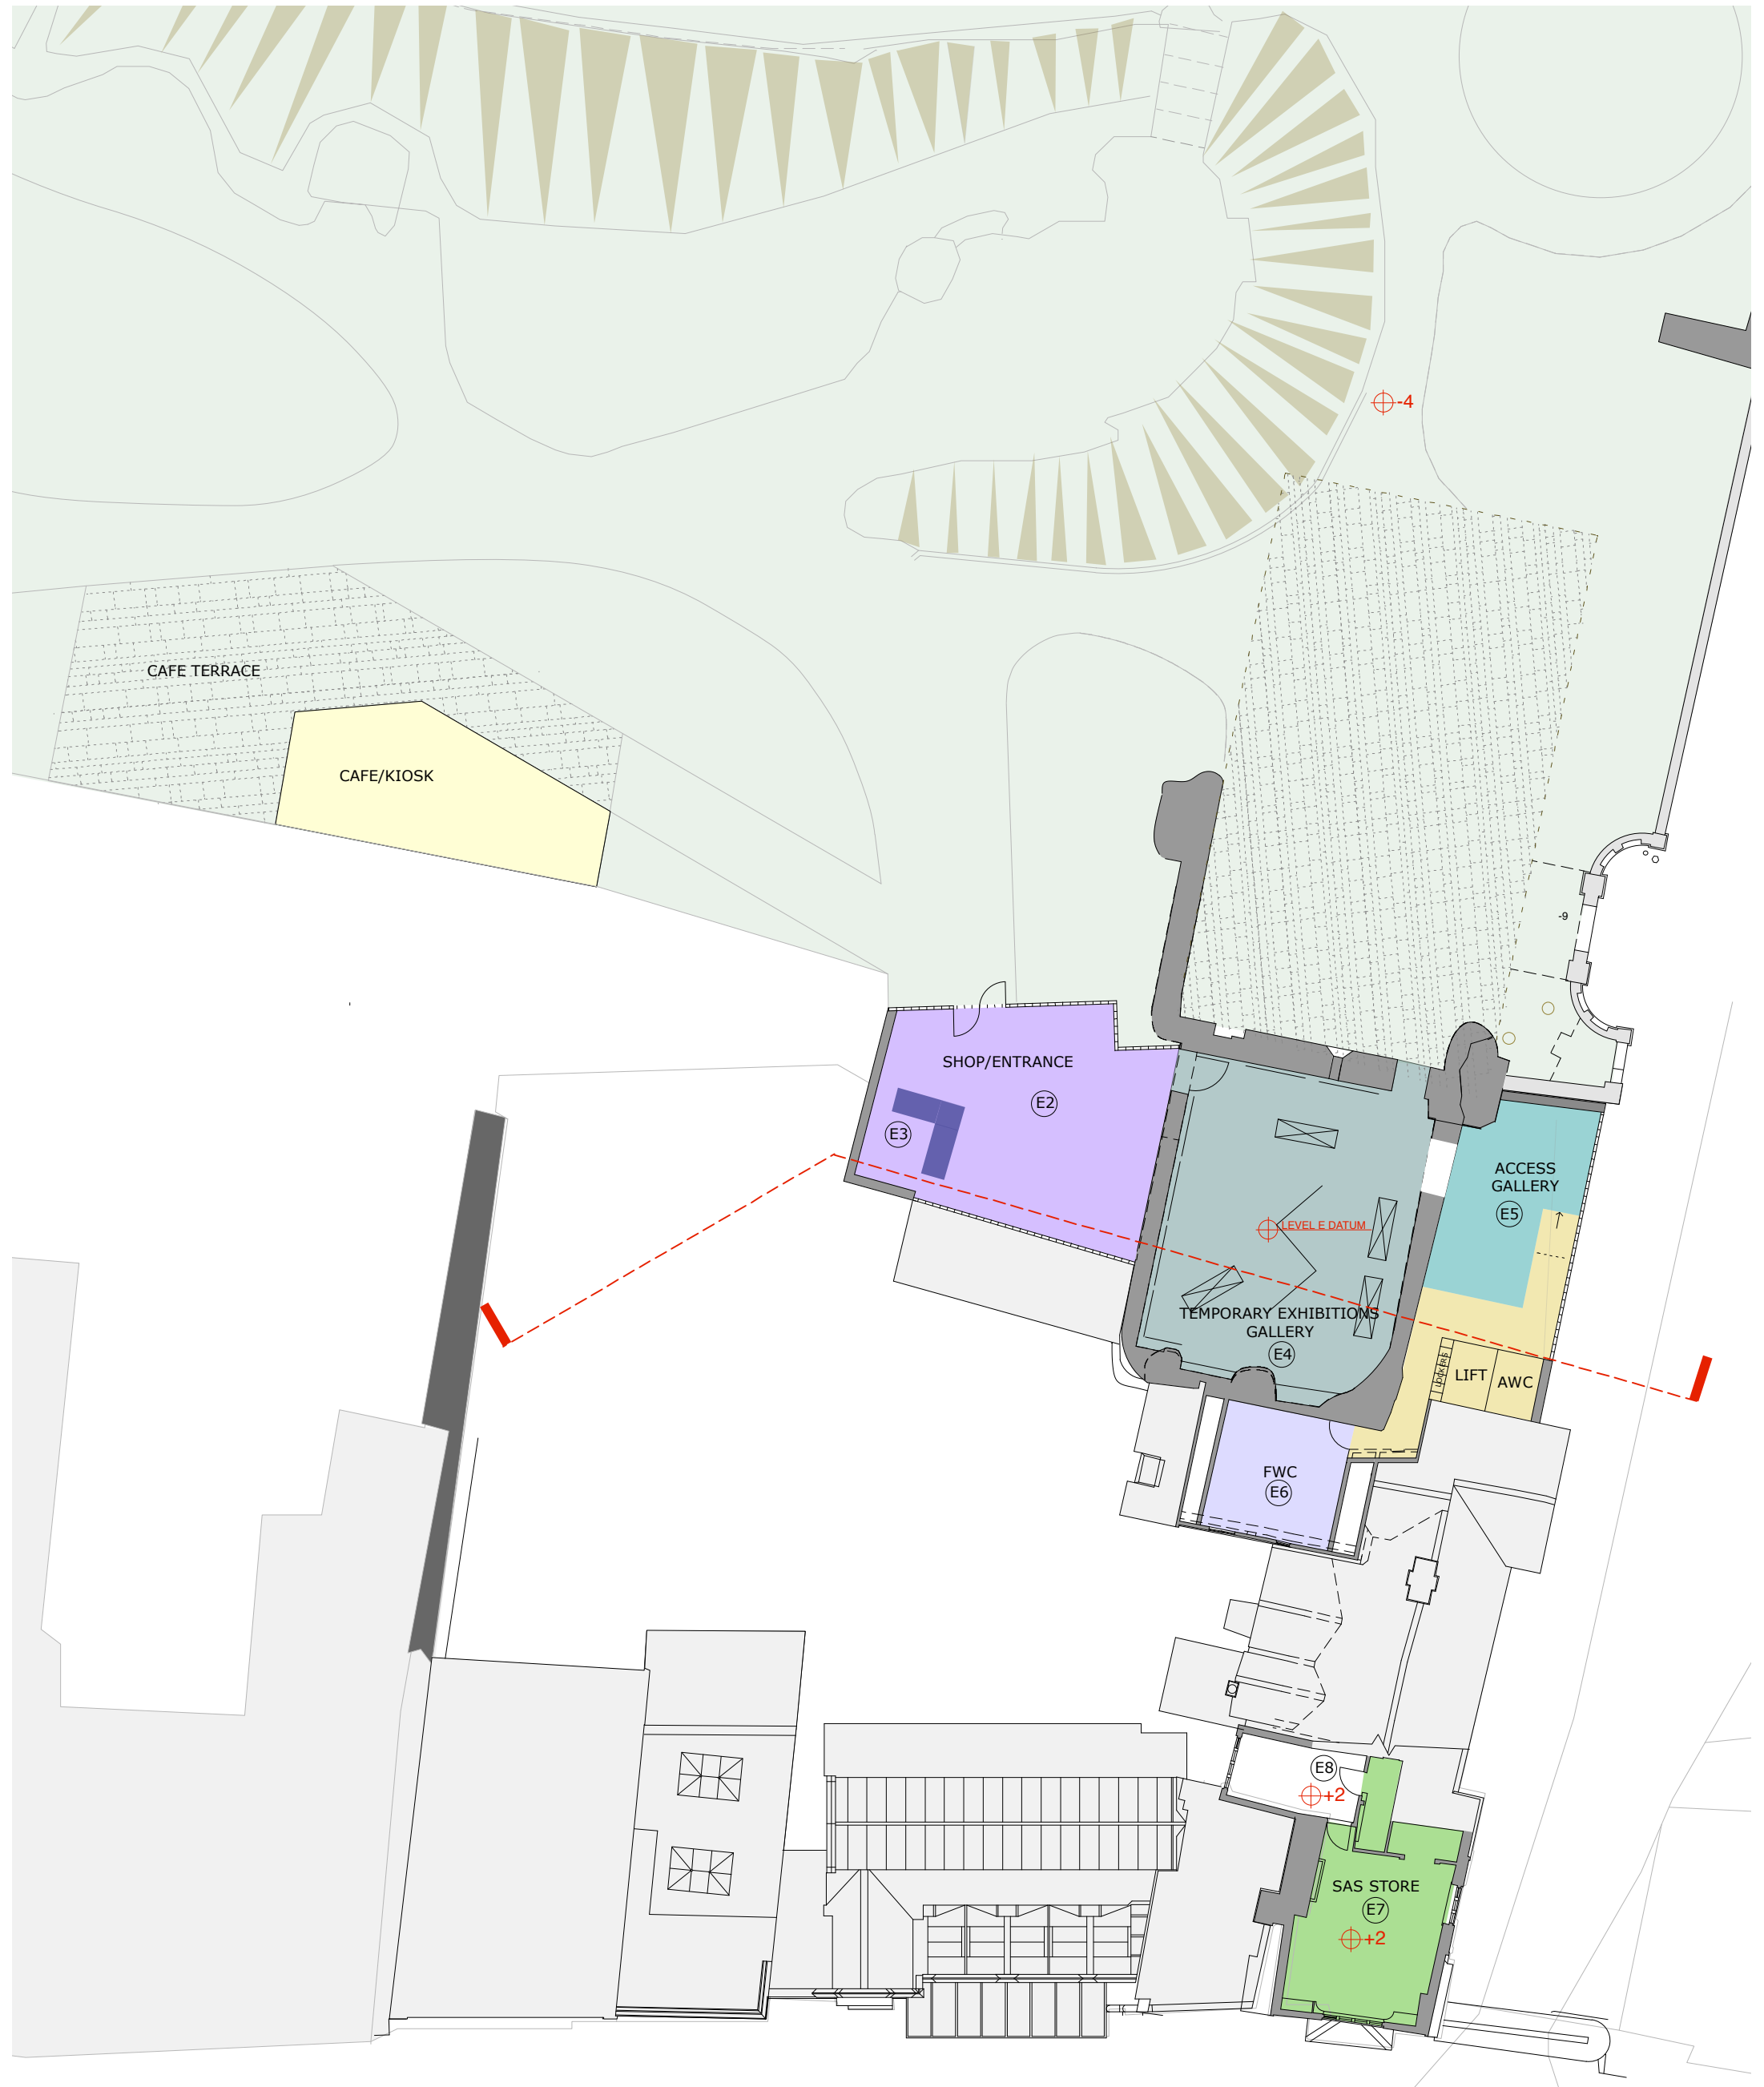 -4
CAFE TERRACE
CAFE/KIOSK
-9
SHOP/ENTRANCE
E2
E3
ACCESS
GALLERY
E5
LEVEL E DATUM
TEMPORARY EXHIBITIONS
GALLERY
E4
LOCKERS
LIFT
AWC
FWC
E6
E8
+2
SAS STORE
E7
+2